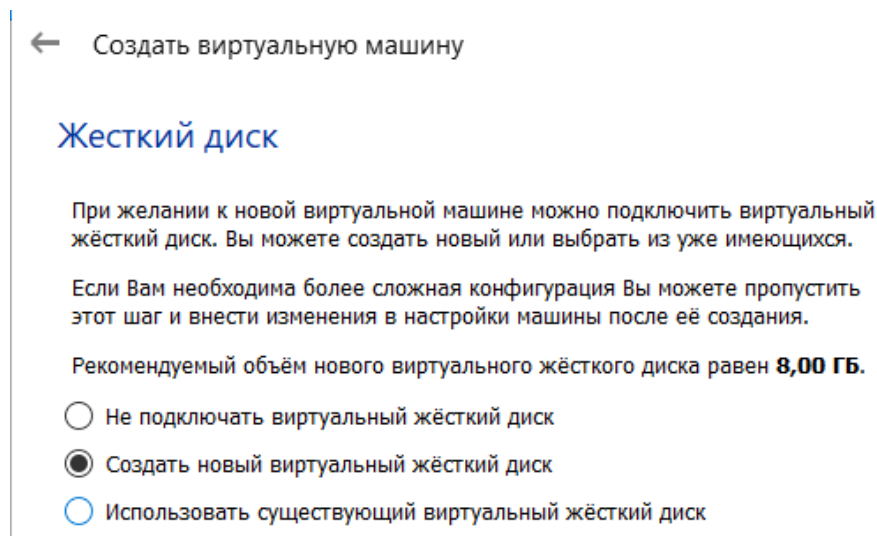 Создать виртуальную машину
Жесткий диск
При желании к новой виртуальной машине можно подключить виртуальный
жёсткий диск. Вы можете создать новый или выбрать из уже имеющихся.
Если Вам необходима более сложная конфигурация Вы можете пропустить
этот шаг и внести изменения в настройки машины после её создания.
Рекомендуемый объём нового виртуального жёсткого диска равен 8,00 ГБ.
Не подключать виртуальный жёсткий диск
Создать новый виртуальный жёсткий диск
Использовать существующий виртуальный жёсткий диск